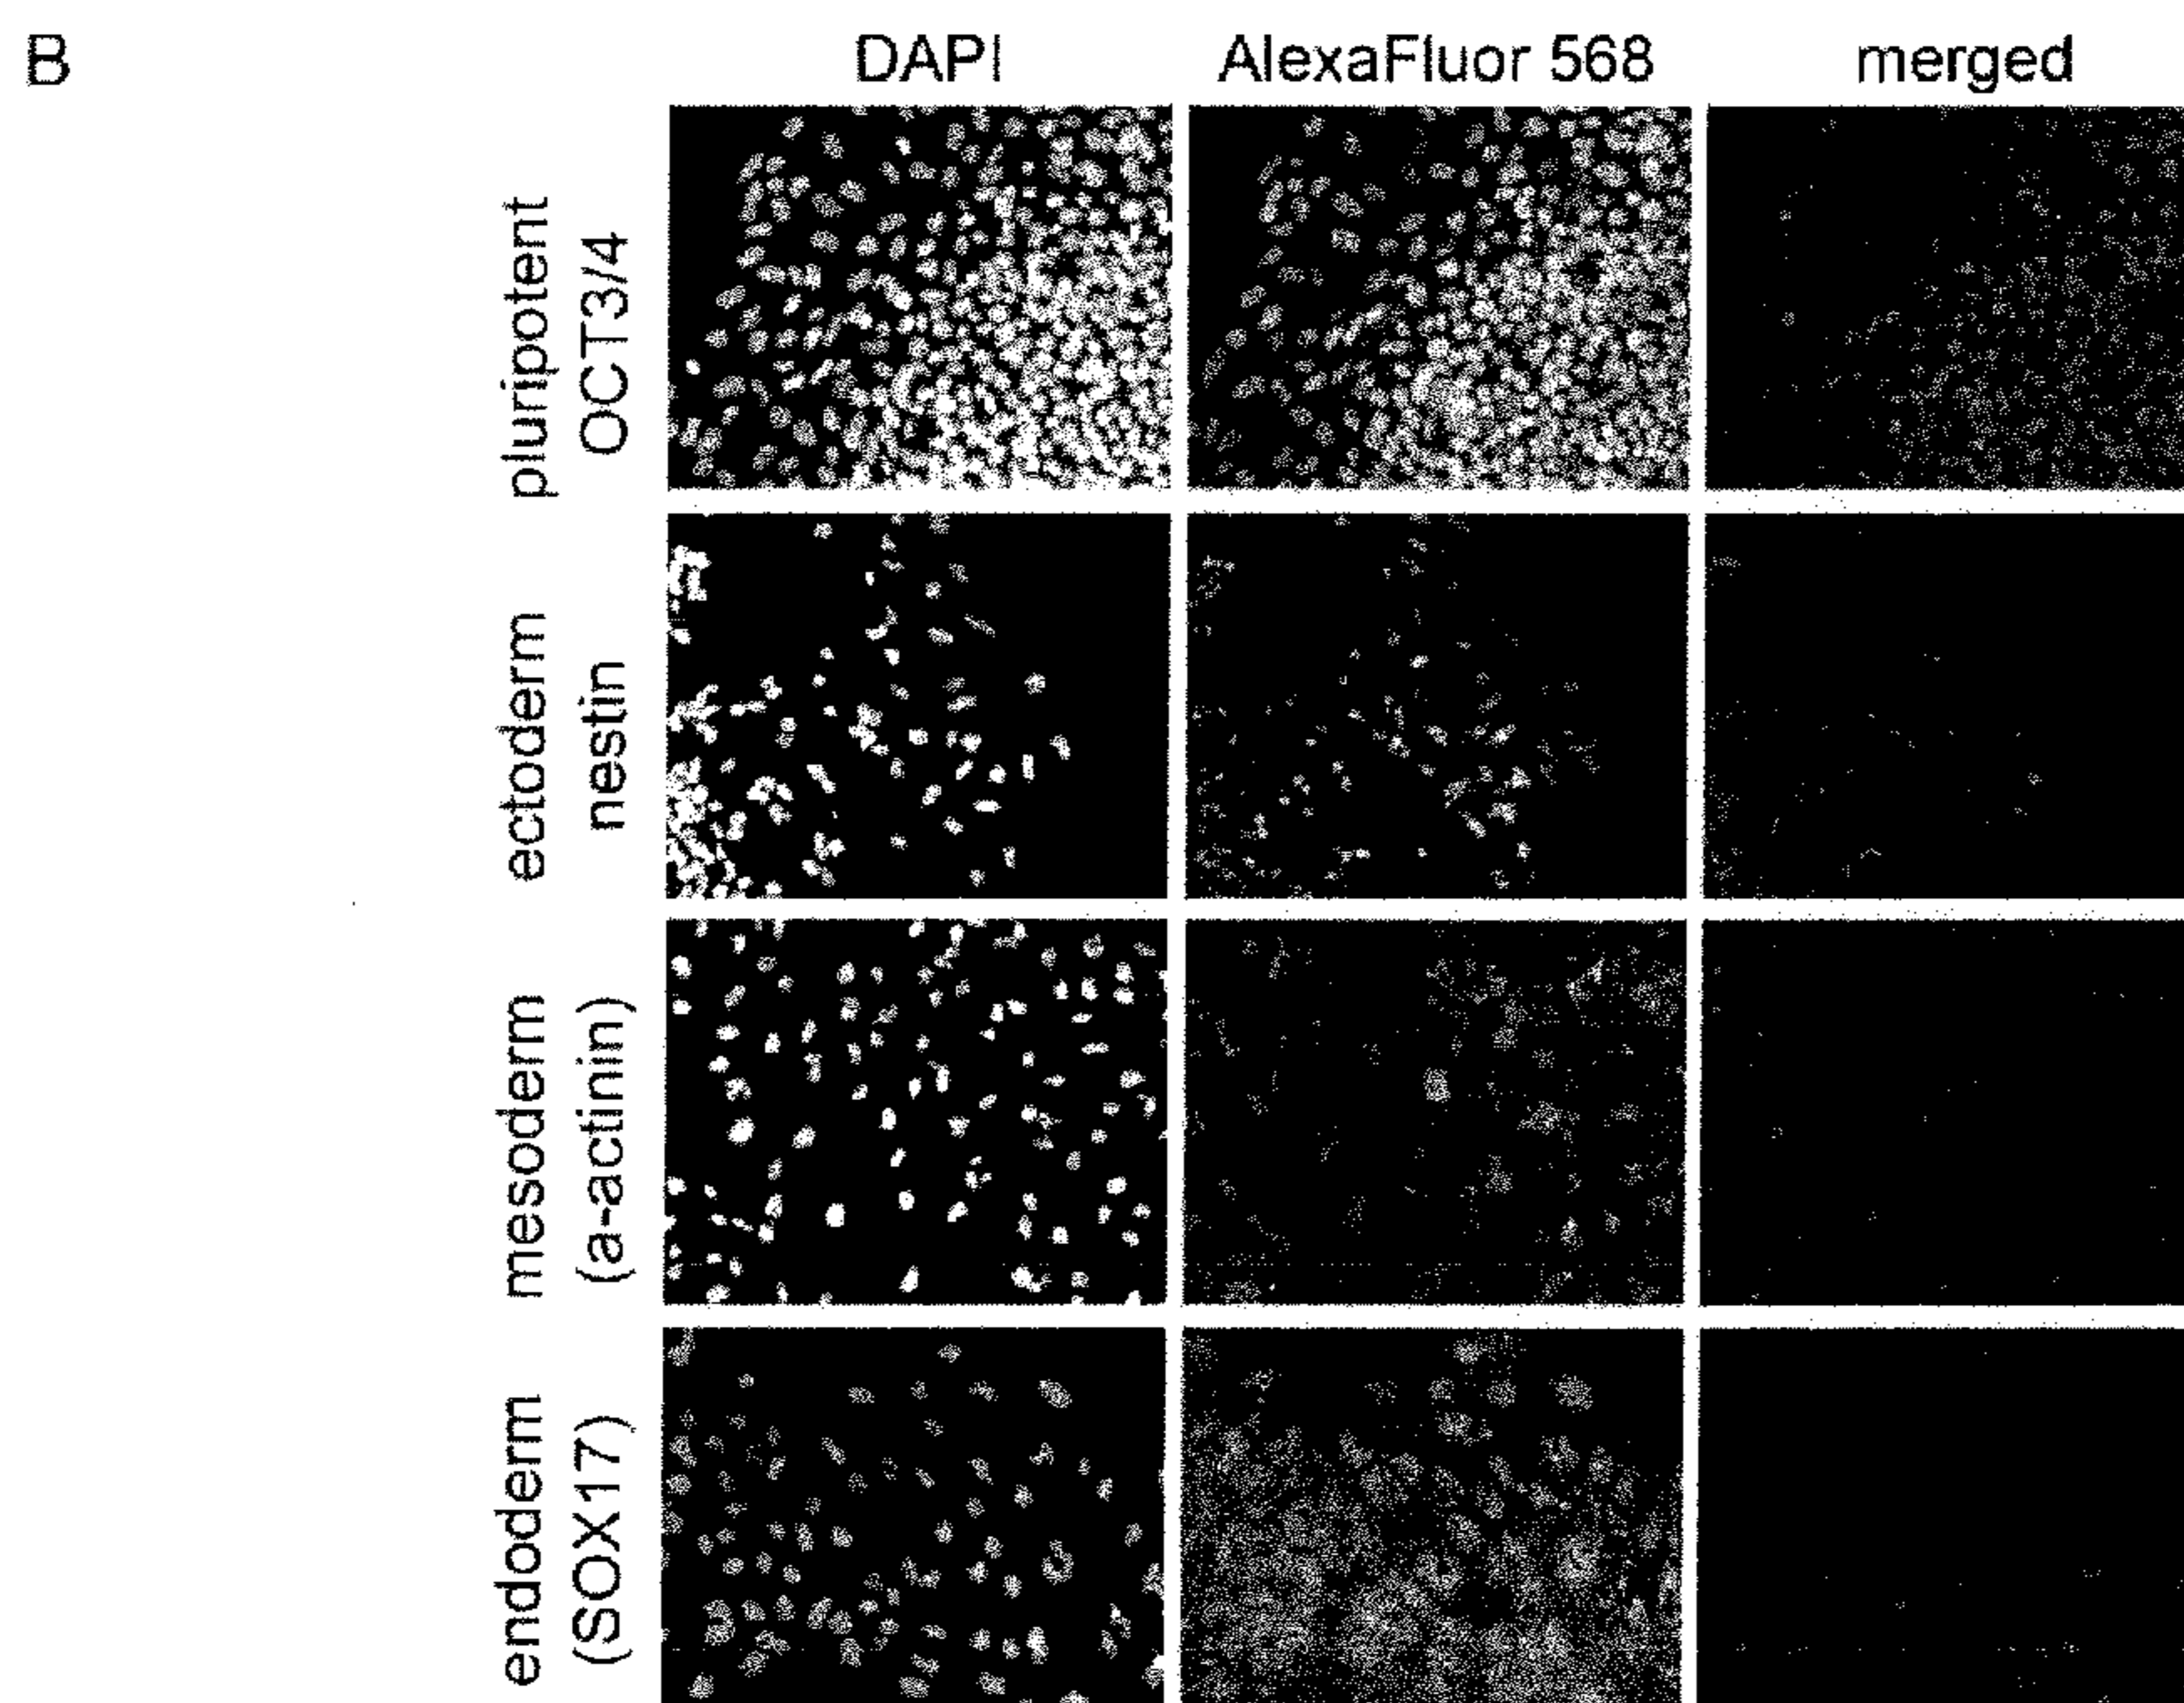 B
DAPI AlexaFluor 568 merged
pluripotent
OCT3/4
ectoderm
nestin
mesoderm
(a-actinin)
endoderm
(SOX17)